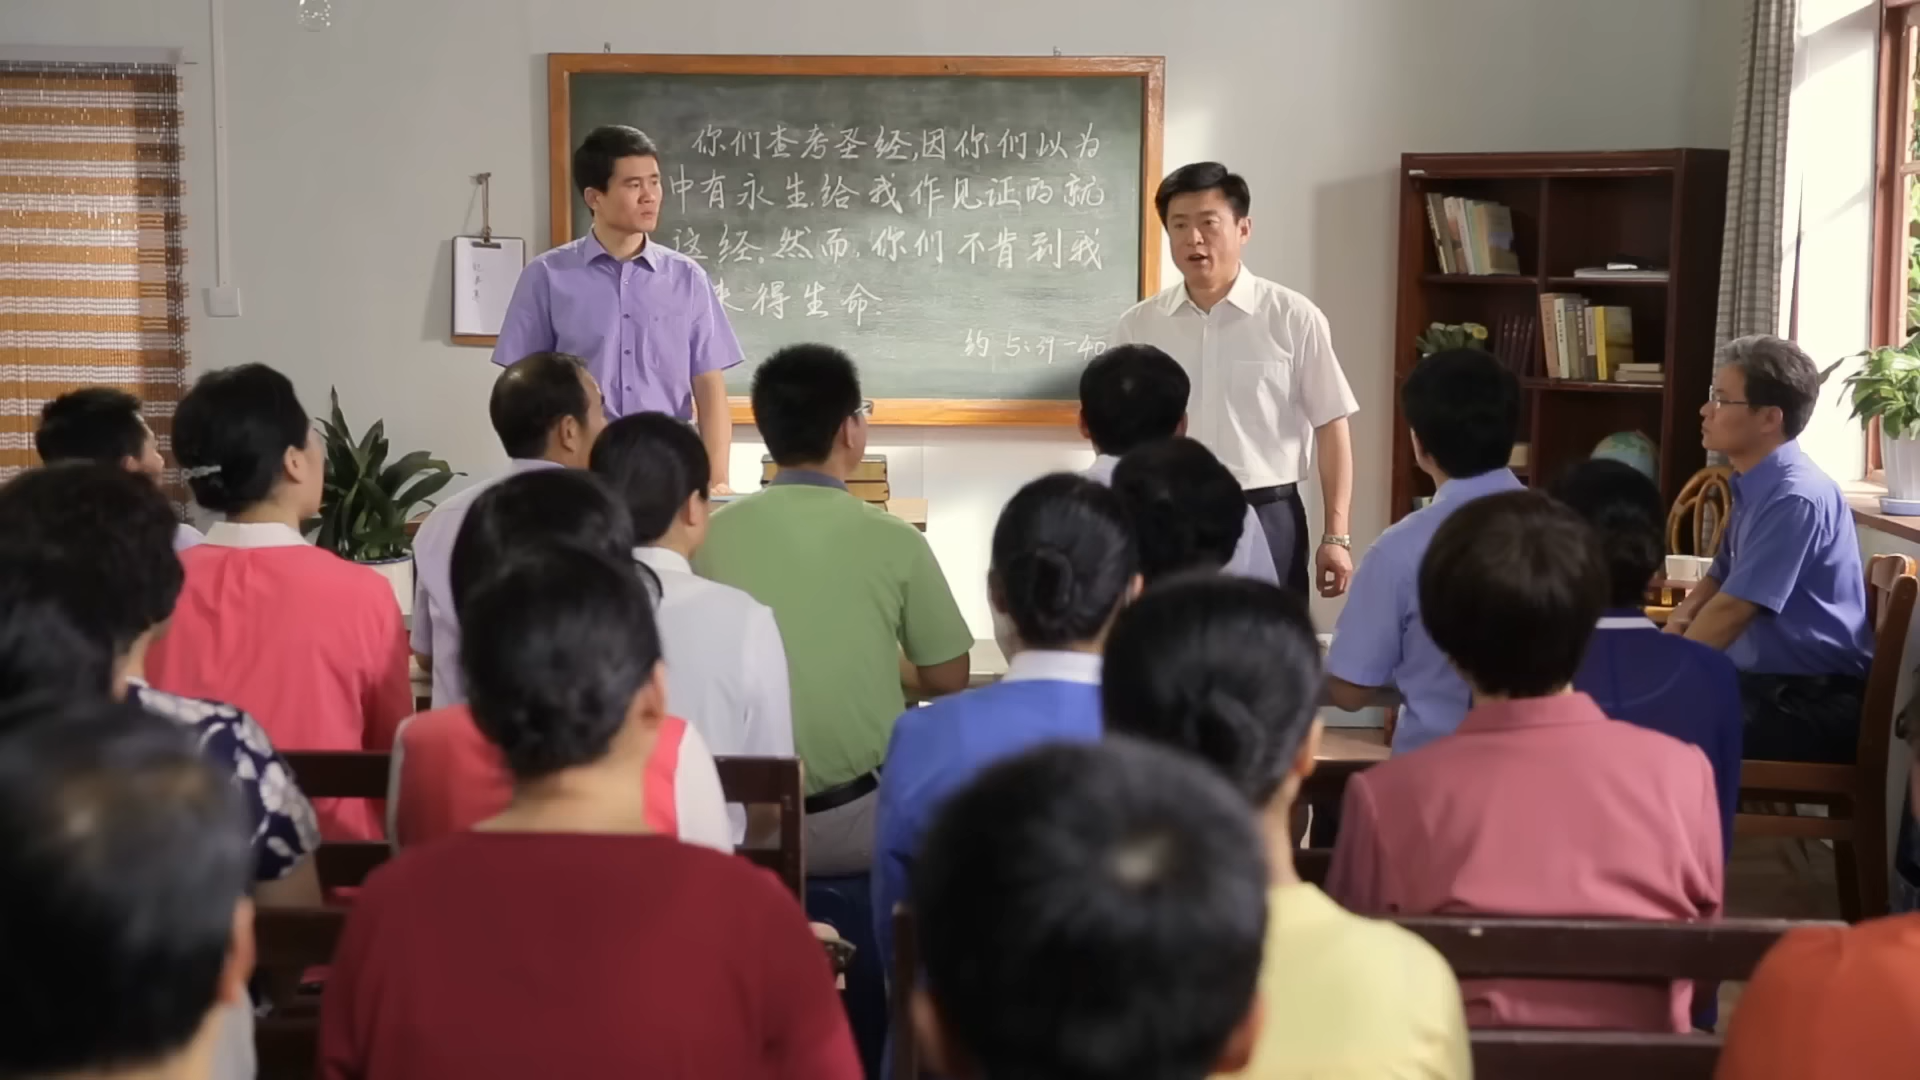 你们查考圣经,因你们以为
中有永生.给我作见证的就
这经。然而,你们不肯到我
来得生命.
约 5:39-40